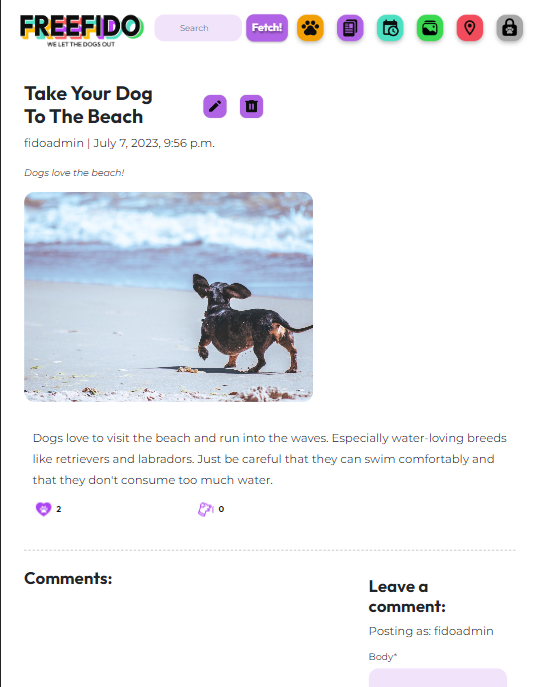 FREEFIDO
WE LET THE DOGS OUT
Search
Fetch!
Take Your Dog
To The Beach
fidoadmin | July 7, 2023, 9:56 p.m.
Dogs love the beach!
Dogs love to visit the beach and run into the waves. Especially water-loving breeds
like retrievers and labradors. Just be careful that they can swim comfortably and
that they don't consume too much water.
2
0
Comments:
Leave a
comment:
Posting as: fidoadmin
Body*